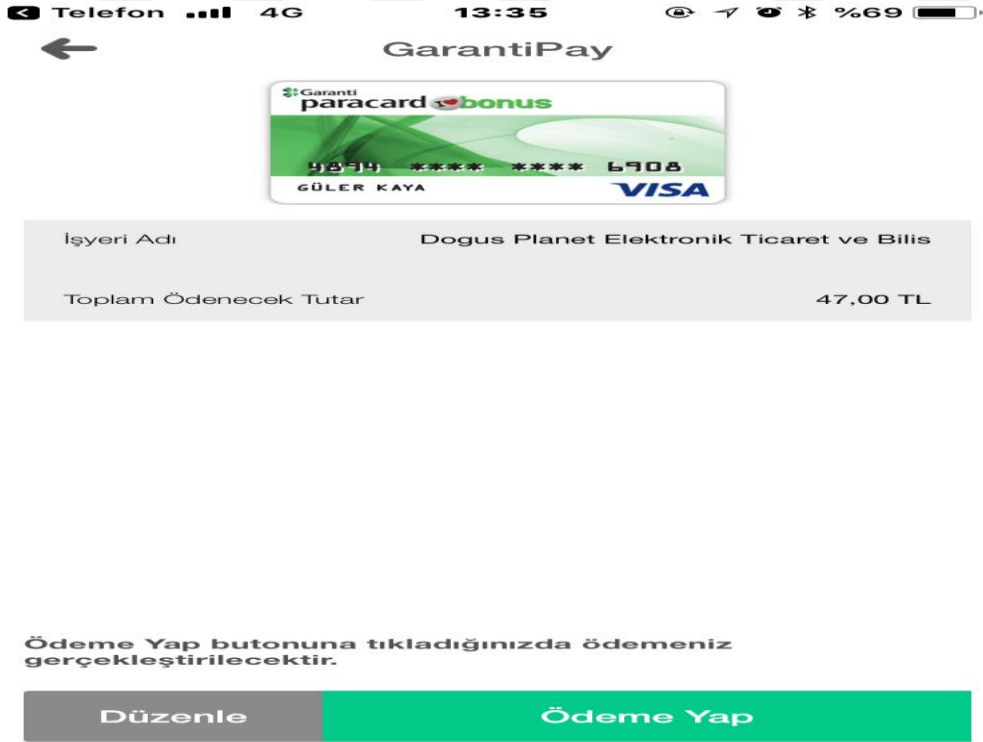 Telefon 4G 13:35 %69
GarantiPay
Garanti
paracard bonus
4894 **** **** 6908
GÜLER KAYA VISA
İşyeri Adı Dogus Planet Elektronik Ticaret ve Bilis
Toplam Ödenecek Tutar 47,00 TL
Ödeme Yap butonuna tıkladığınızda ödemeniz
gerçekleştirilecektir.
Düzenle Ödeme Yap